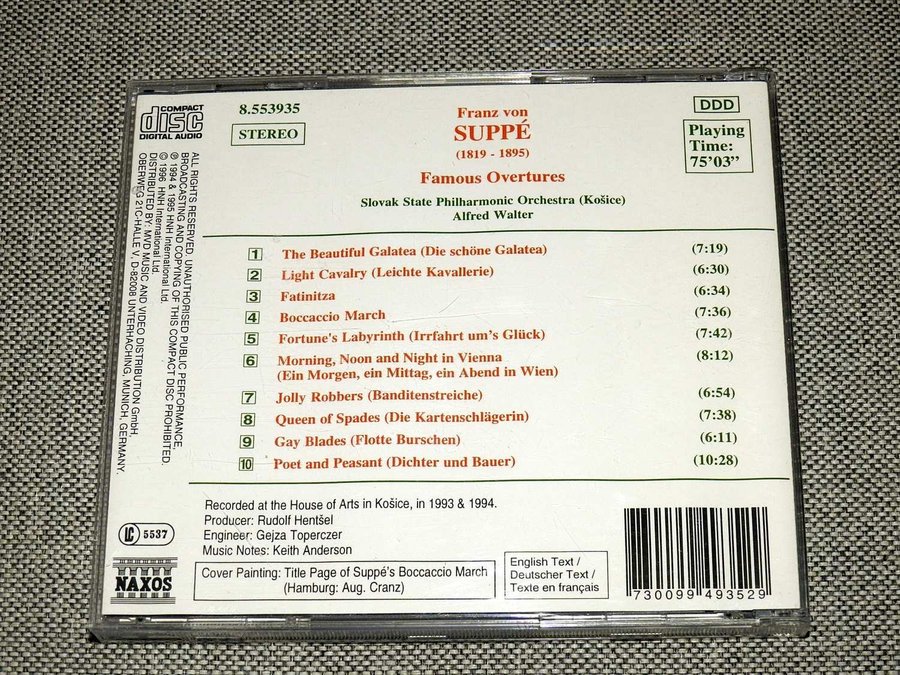 COMPACT
disc
DIGITAL AUDIO
8.553935
STEREO
Franz von
SUPPÉ
(1819 - 1895)
Famous Overtures
Slovak State Philharmonic Orchestra (Košice)
Alfred Walter
DDD
Playing
Time:
75'03"
1 The Beautiful Galatea (Die schöne Galatea) (7:19)
2 Light Cavalry (Leichte Kavallerie) (6:30)
3 Fatinitza (6:34)
4 Boccaccio March (7:36)
5 Fortune's Labyrinth (Irrfahrt um's Glück) (7:42)
6 Morning, Noon and Night in Vienna (8:12)
(Ein Morgen, ein Mittag, ein Abend in Wien)
7 Jolly Robbers (Banditenstreiche) (6:54)
8 Queen of Spades (Die Kartenschlägerin) (7:38)
9 Gay Blades (Flotte Burschen) (6:11)
10 Poet and Peasant (Dichter und Bauer) (10:28)
ALL RIGHTS RESERVED. UNAUTHORISED PUBLIC PERFORMANCE,
BROADCASTING AND COPYING OF THIS COMPACT DISC PROHIBITED.
℗ 1994 & 1995 HNH International Ltd.
© 1996 HNH International Ltd.
DISTRIBUTED BY: MVD MUSIC AND VIDEO DISTRIBUTION GmbH,
OBERWEG 21C-HALLE V, D-82008 UNTERHACHING, MUNICH, GERMANY.
LC 5537
NAXOS
Recorded at the House of Arts in Košice, in 1993 & 1994.
Producer: Rudolf Hentšel
Engineer: Gejza Toperczer
Music Notes: Keith Anderson
Cover Painting: Title Page of Suppé's Boccaccio March
(Hamburg: Aug. Cranz)
English Text /
Deutscher Text /
Texte en français
730099 493529